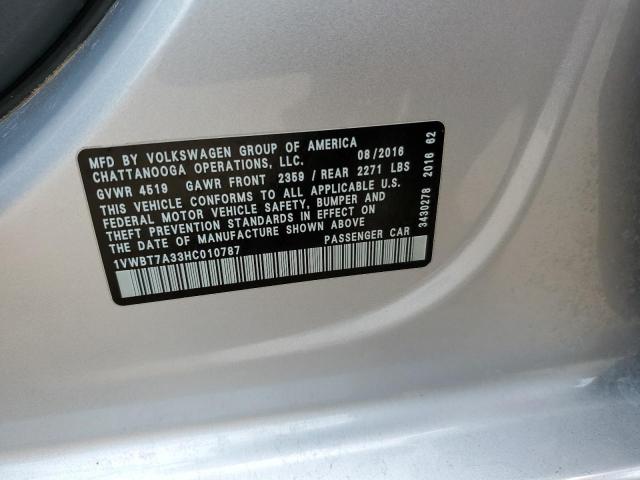 MFD BY VOLKSWAGEN GROUP OF AMERICA
CHATTANOOGA OPERATIONS, LLC. 08/2016
GVWR 4519 GAWR FRONT 2359 / REAR 2271 LBS
THIS VEHICLE CONFORMS TO ALL APPLICABLE U.S.
FEDERAL MOTOR VEHICLE SAFETY, BUMPER AND
THEFT PREVENTION STANDARDS IN EFFECT ON
THE DATE OF MANUFACTURE SHOWN ABOVE
1VWBT7A33HC010787 PASSENGER CAR
3430278 2016 62